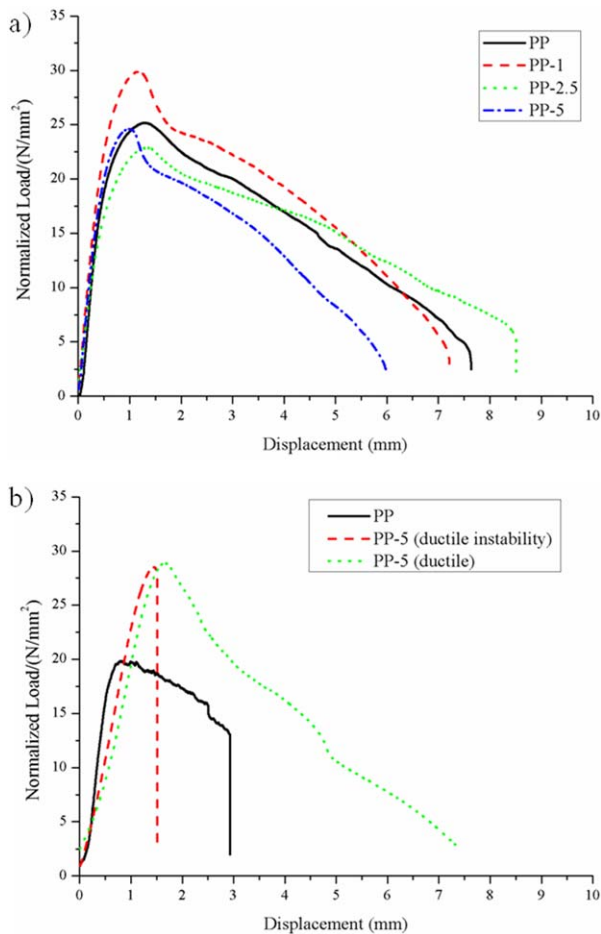 a)
35
30
25
20
15
10
5
0
Normalized Load/(N/mm²)
PP
PP-1
PP-2.5
PP-5
0 1 2 3 4 5 6 7 8 9 10
Displacement (mm)
b)
35
30
25
20
15
10
5
0
Normalized Load/(N/mm²)
PP
PP-5 (ductile instability)
PP-5 (ductile)
0 1 2 3 4 5 6 7 8 9 10
Displacement (mm)